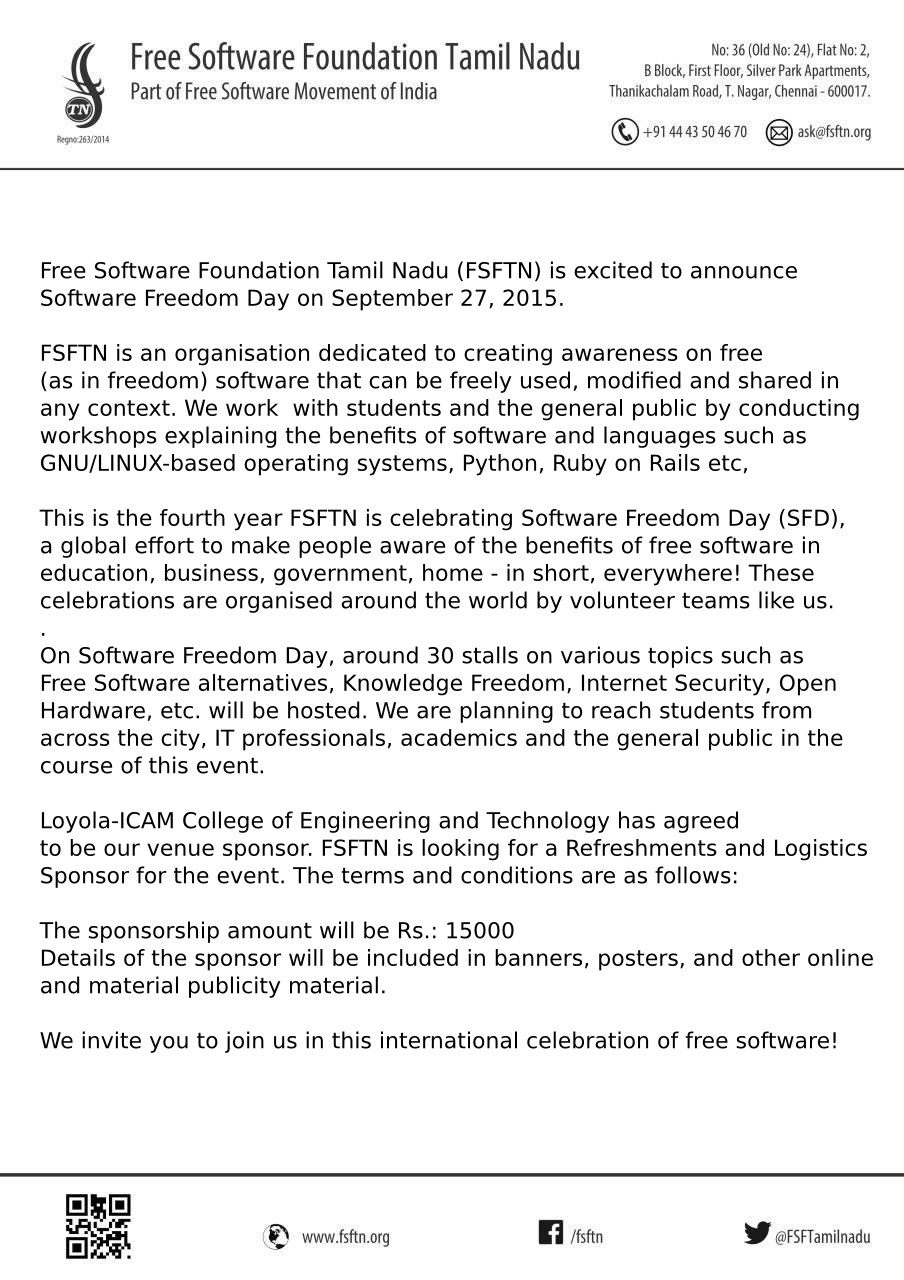 Free Software Foundation Tamil Nadu
Part of Free Software Movement of India
TN
Regno:263/2014
No: 36 (Old No: 24), Flat No: 2,
B Block, First Floor, Silver Park Apartments,
Thanikachalam Road, T. Nagar, Chennai - 600017.
+91 44 43 50 46 70
ask@fsftn.org
Free Software Foundation Tamil Nadu (FSFTN) is excited to announce
Software Freedom Day on September 27, 2015.
FSFTN is an organisation dedicated to creating awareness on free
(as in freedom) software that can be freely used, modified and shared in
any context. We work  with students and the general public by conducting
workshops explaining the benefits of software and languages such as
GNU/LINUX-based operating systems, Python, Ruby on Rails etc,
This is the fourth year FSFTN is celebrating Software Freedom Day (SFD),
a global effort to make people aware of the benefits of free software in
education, business, government, home - in short, everywhere! These
celebrations are organised around the world by volunteer teams like us.
.
On Software Freedom Day, around 30 stalls on various topics such as
Free Software alternatives, Knowledge Freedom, Internet Security, Open
Hardware, etc. will be hosted. We are planning to reach students from
across the city, IT professionals, academics and the general public in the
course of this event.
Loyola-ICAM College of Engineering and Technology has agreed
to be our venue sponsor. FSFTN is looking for a Refreshments and Logistics
Sponsor for the event. The terms and conditions are as follows:
The sponsorship amount will be Rs.: 15000
Details of the sponsor will be included in banners, posters, and other online
and material publicity material.
We invite you to join us in this international celebration of free software!
www.fsftn.org
/fsftn
@FSFTamilnadu